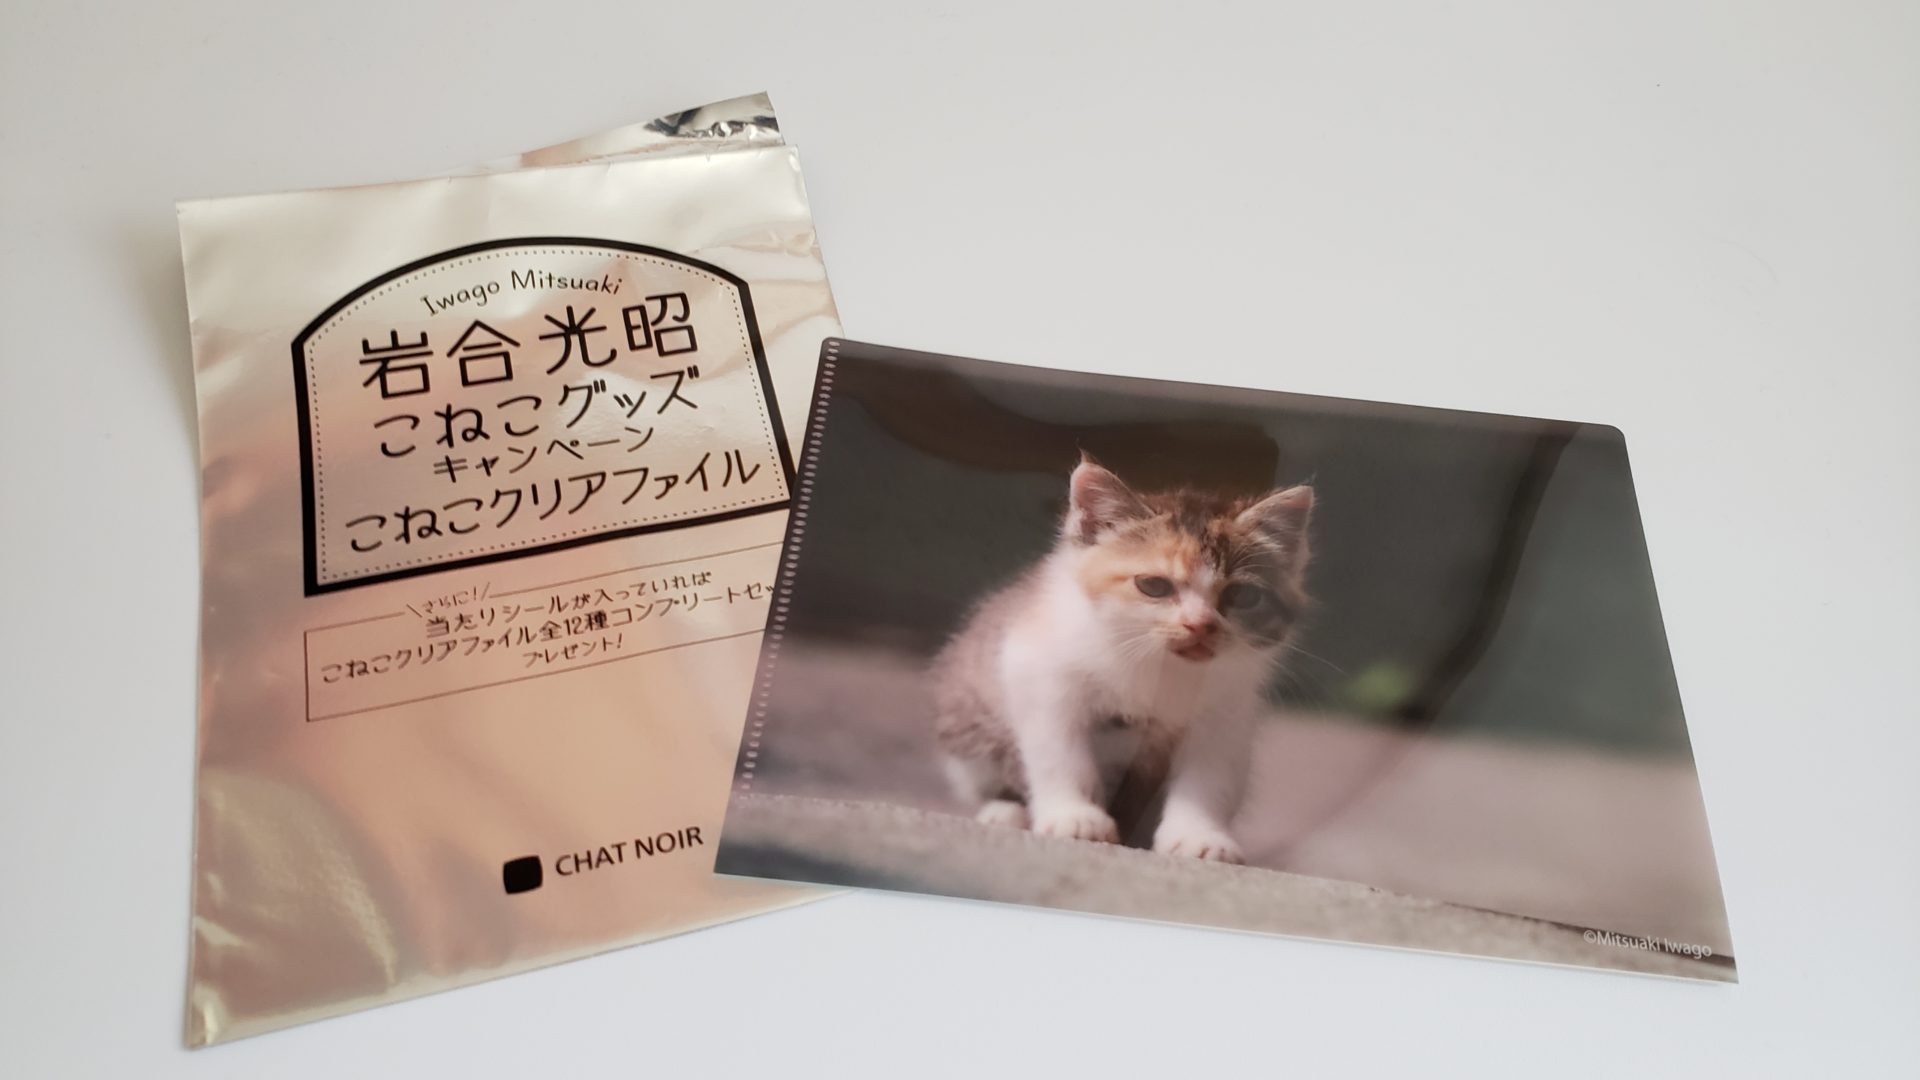 Iwago Mitsuaki
岩合光昭
こねこグッズ
キャンペーン
こねこクリアファイル
さらに!
当たりシールが入っていれば
こねこクリアファイル全12種コンプリートセッ
プレゼント!
CHAT NOIR
©Mitsuaki Iwago